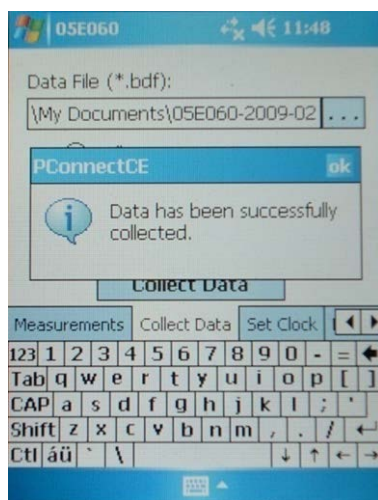 05E060 11:48
Data File (*.bdf):
\My Documents\05E060-2009-02 ...
PConnectCE ok
Data has been successfully
collected.
Collect Data
Measurements Collect Data Set Clock
123 1 2 3 4 5 6 7 8 9 0 - =
Tab q w e r t y u i o p [ ]
CAP a s d f g h j k l ; '
Shift z x c v b n m , . /
Ctl áü ` \